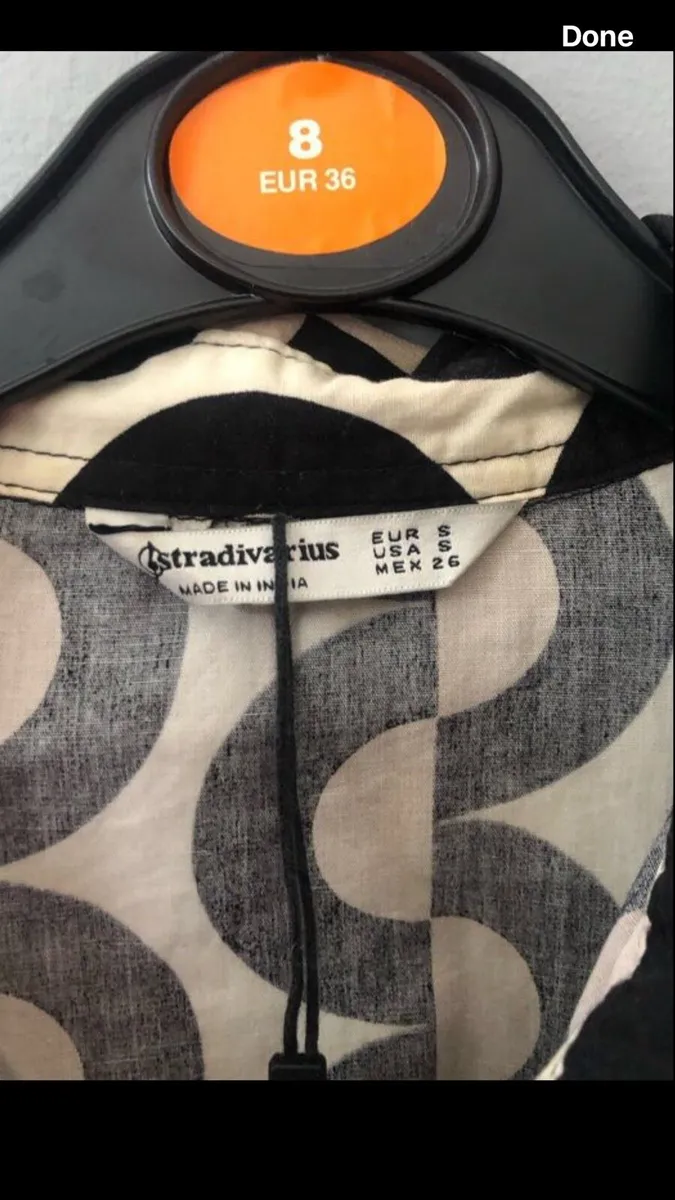 Done
8
EUR 36
stradivarius
MADE IN INDIA
EUR S
USA S
MEX 26